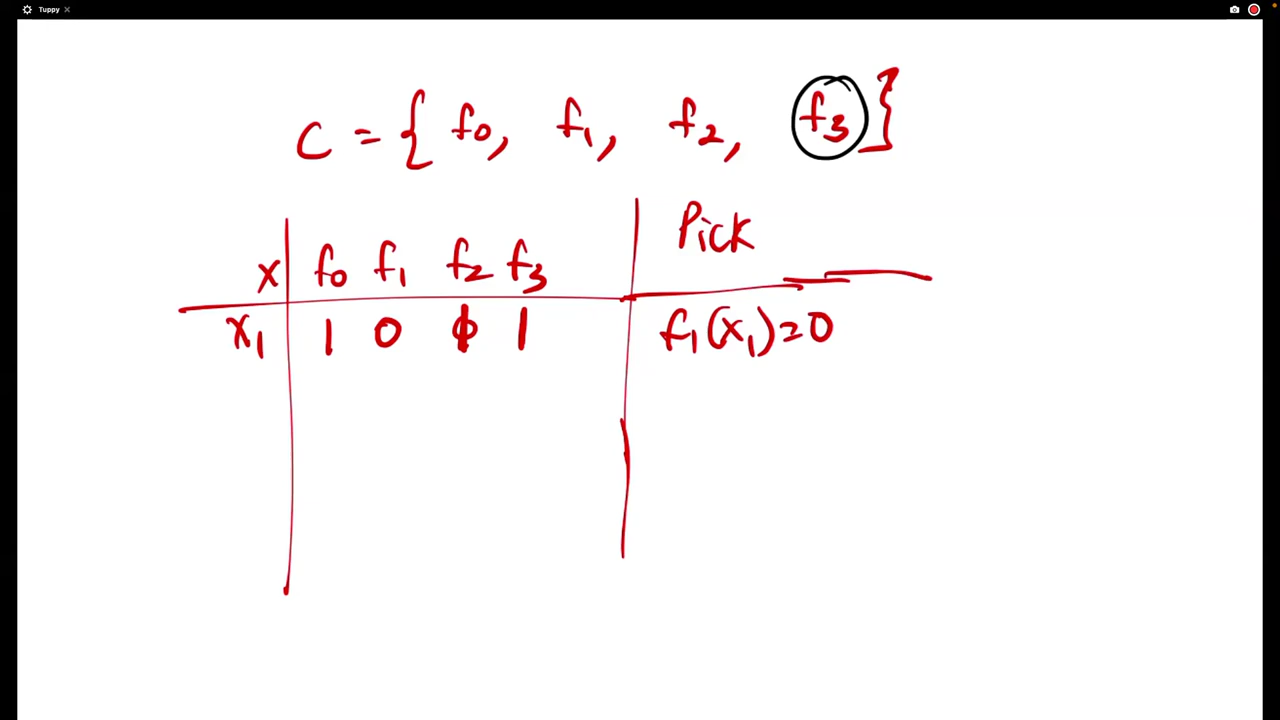 Tuppy
C = { f0, f1, f2, f3 }
Pick
x f0 f1 f2 f3
x1 1 0 1 f1(x1)=0